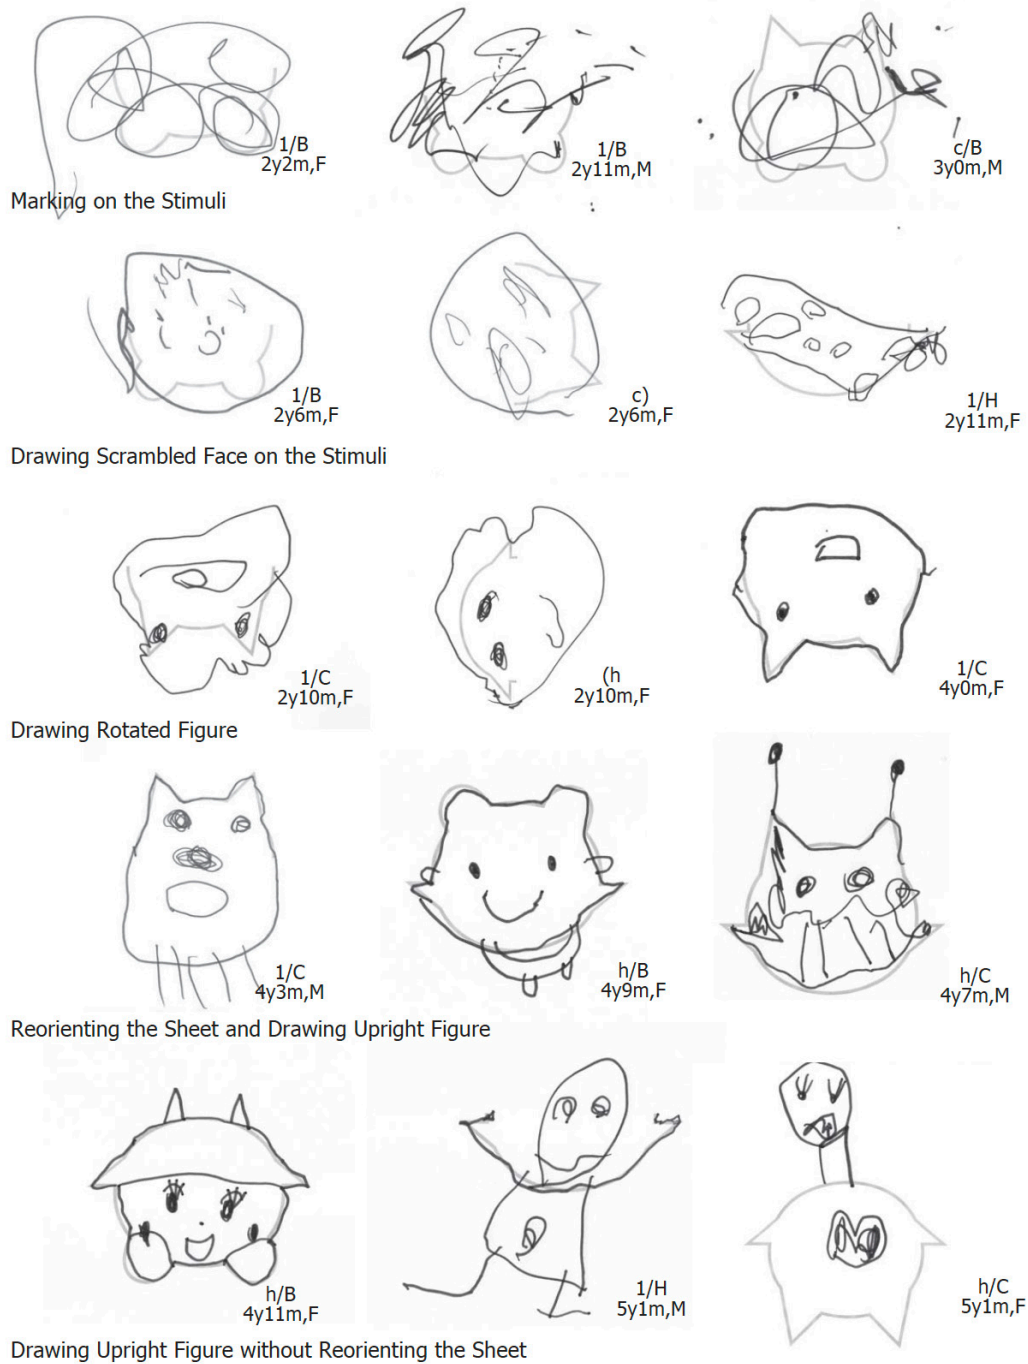 1/B
2y2m,F
1/B
2y11m,M
c/B
3y0m,M
Marking on the Stimuli
1/B
2y6m,F
c)
2y6m,F
1/H
2y11m,F
Drawing Scrambled Face on the Stimuli
1/C
2y10m,F
(h
2y10m,F
1/C
4y0m,F
Drawing Rotated Figure
1/C
4y3m,M
h/B
4y9m,F
h/C
4y7m,M
Reorienting the Sheet and Drawing Upright Figure
h/B
4y11m,F
1/H
5y1m,M
h/C
5y1m,F
Drawing Upright Figure without Reorienting the Sheet